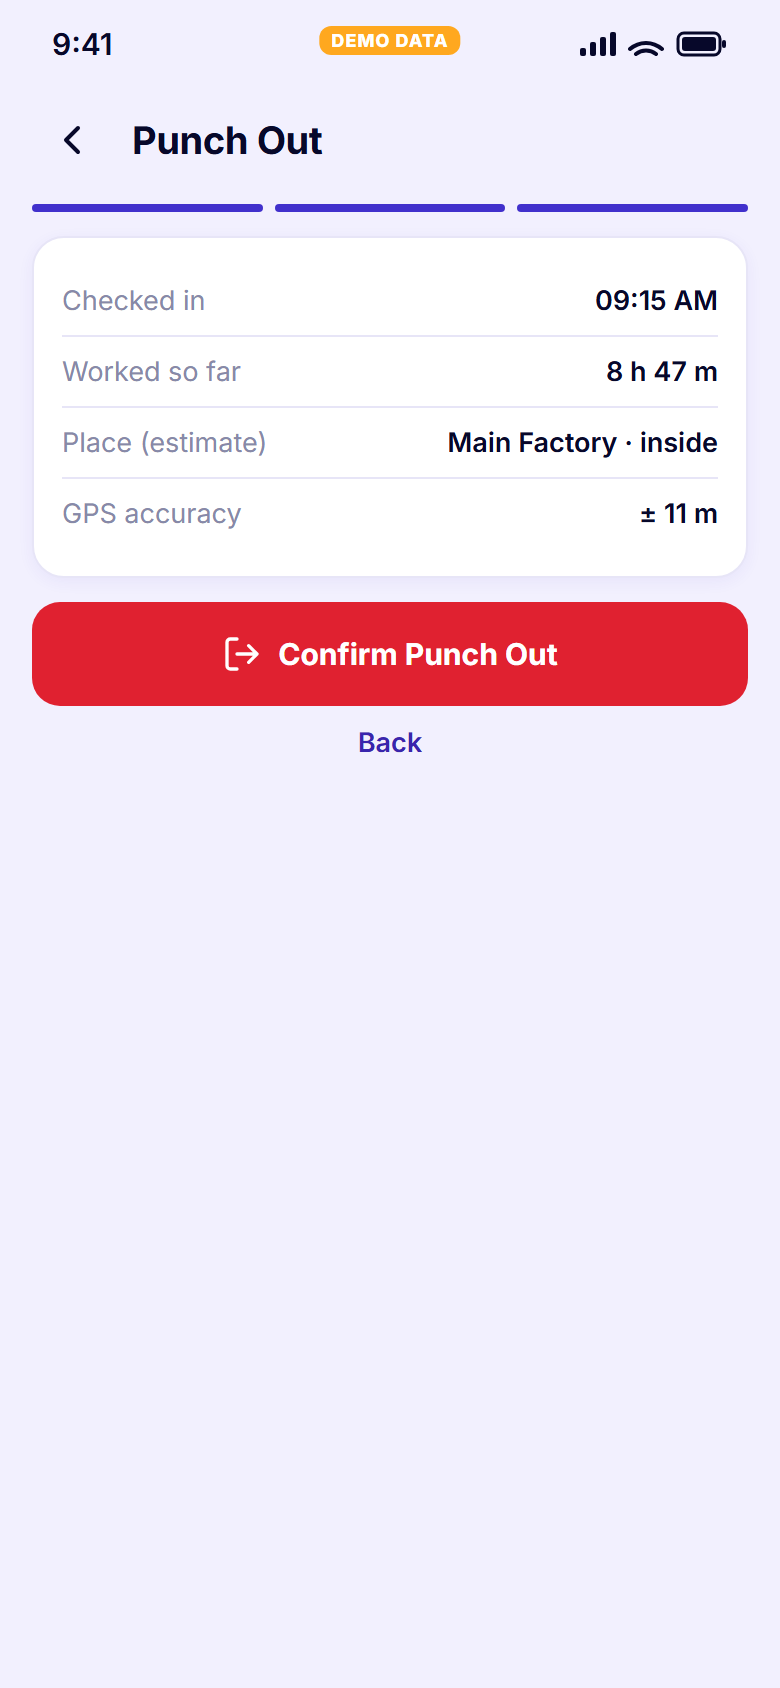 9:41
DEMO DATA
Punch Out
Checked in 09:15 AM
Worked so far 8 h 47 m
Place (estimate) Main Factory · inside
GPS accuracy ± 11 m
Confirm Punch Out
Back